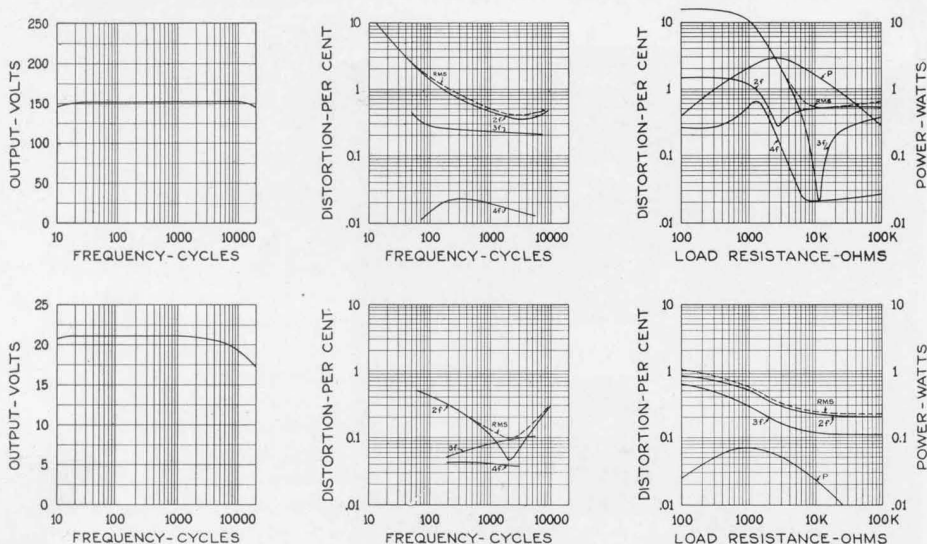 OUTPUT-VOLTS
250
200
150
100
50
0
10
100
1000
10000
FREQUENCY-CYCLES
DISTORTION-PER CENT
10
1
0.1
.01
RMS
2f
3f
4f
10
100
1000
10000
FREQUENCY-CYCLES
DISTORTION-PER CENT
10
1
0.1
.01
P
2f
RMS
4f
3f
10
1
0.1
.01
POWER-WATTS
100
1000
10K
100K
LOAD RESISTANCE-OHMS
OUTPUT-VOLTS
25
20
15
10
5
0
10
100
1000
10000
FREQUENCY-CYCLES
DISTORTION-PER CENT
10
1
0.1
.01
2f
RMS
3f
4f
10
100
1000
10000
FREQUENCY-CYCLES
DISTORTION-PER CENT
10
1
0.1
.01
RMS
3f
2f
P
10
1
0.1
.01
POWER-WATTS
100
1000
10K
100K
LOAD RESISTANCE-OHMS